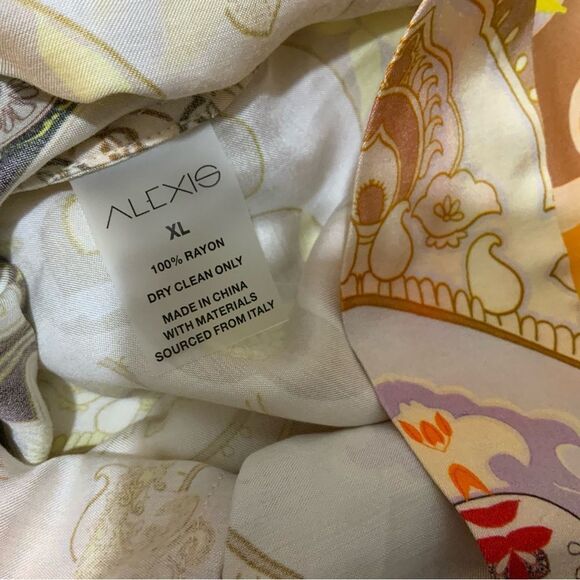 ALEXIS
XL
100% RAYON
DRY CLEAN ONLY
MADE IN CHINA
WITH MATERIALS
SOURCED FROM ITALY